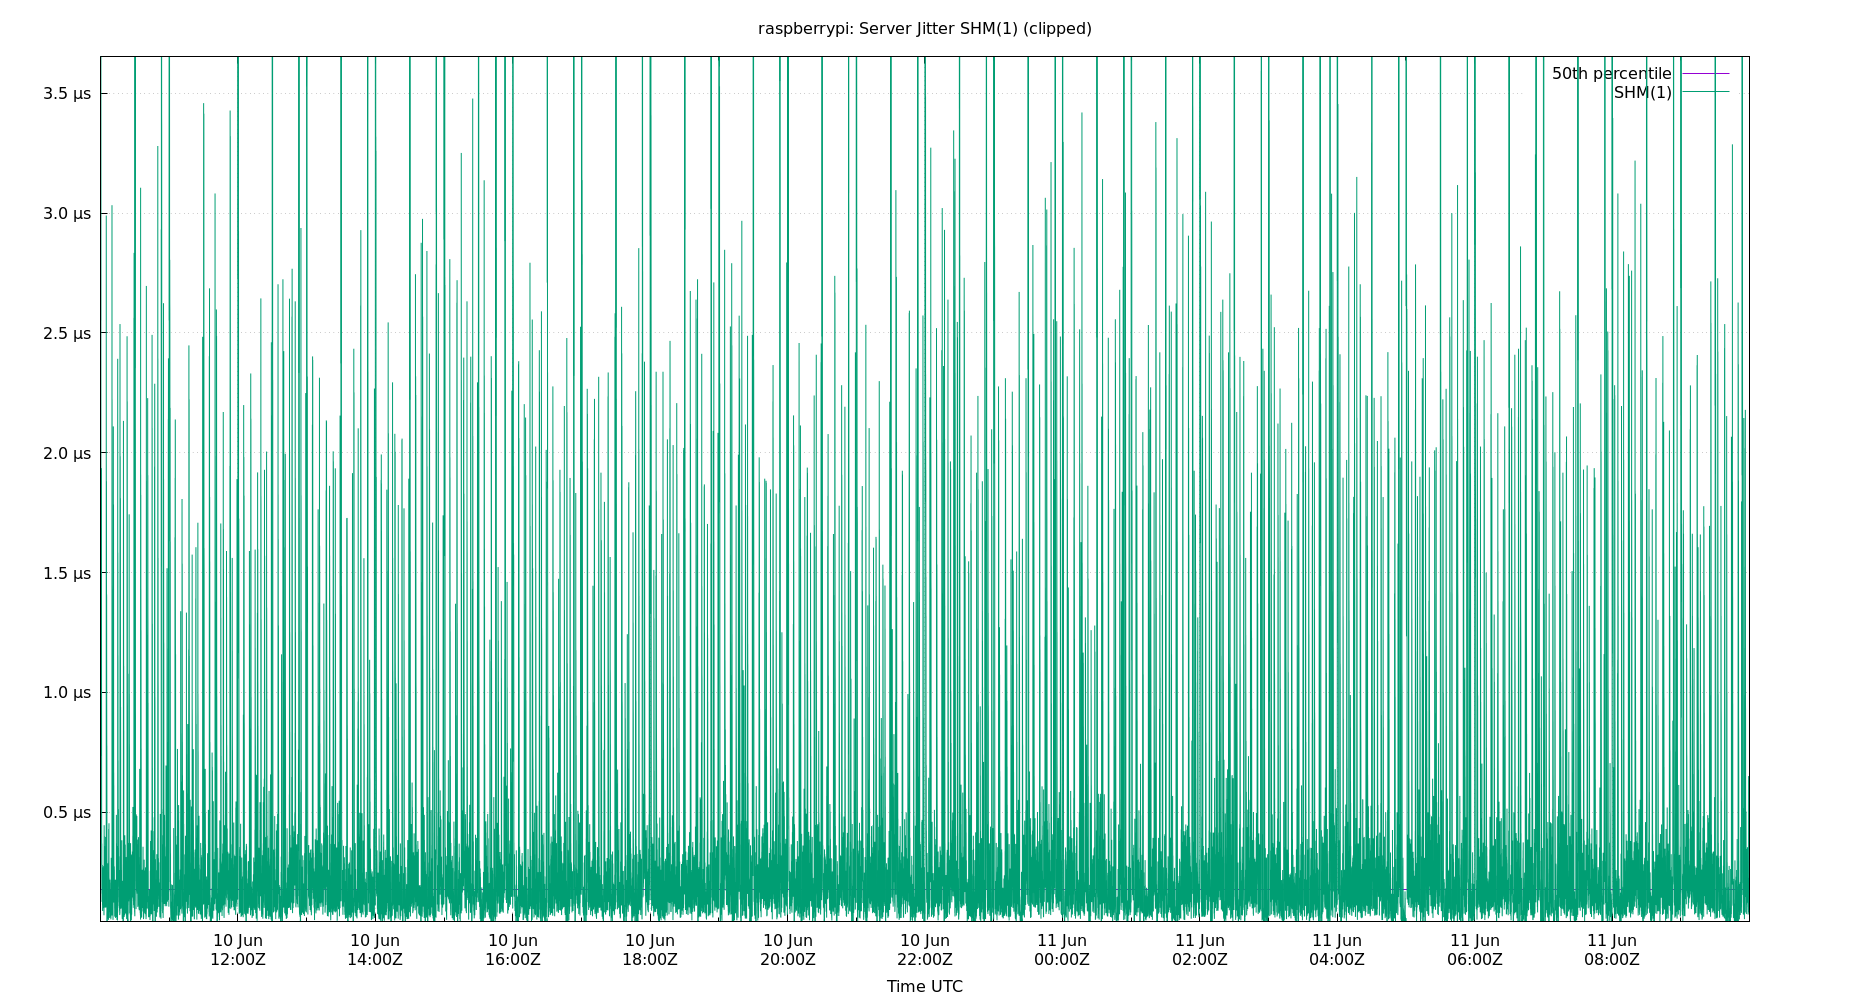 raspberrypi: Server Jitter SHM(1) (clipped)
50th percentile
SHM(1)
3.5 µs
3.0 µs
2.5 µs
2.0 µs
1.5 µs
1.0 µs
0.5 µs
10 Jun 10 Jun 10 Jun 10 Jun 10 Jun 10 Jun 11 Jun 11 Jun 11 Jun 11 Jun 11 Jun
12:00Z 14:00Z 16:00Z 18:00Z 20:00Z 22:00Z 00:00Z 02:00Z 04:00Z 06:00Z 08:00Z
Time UTC